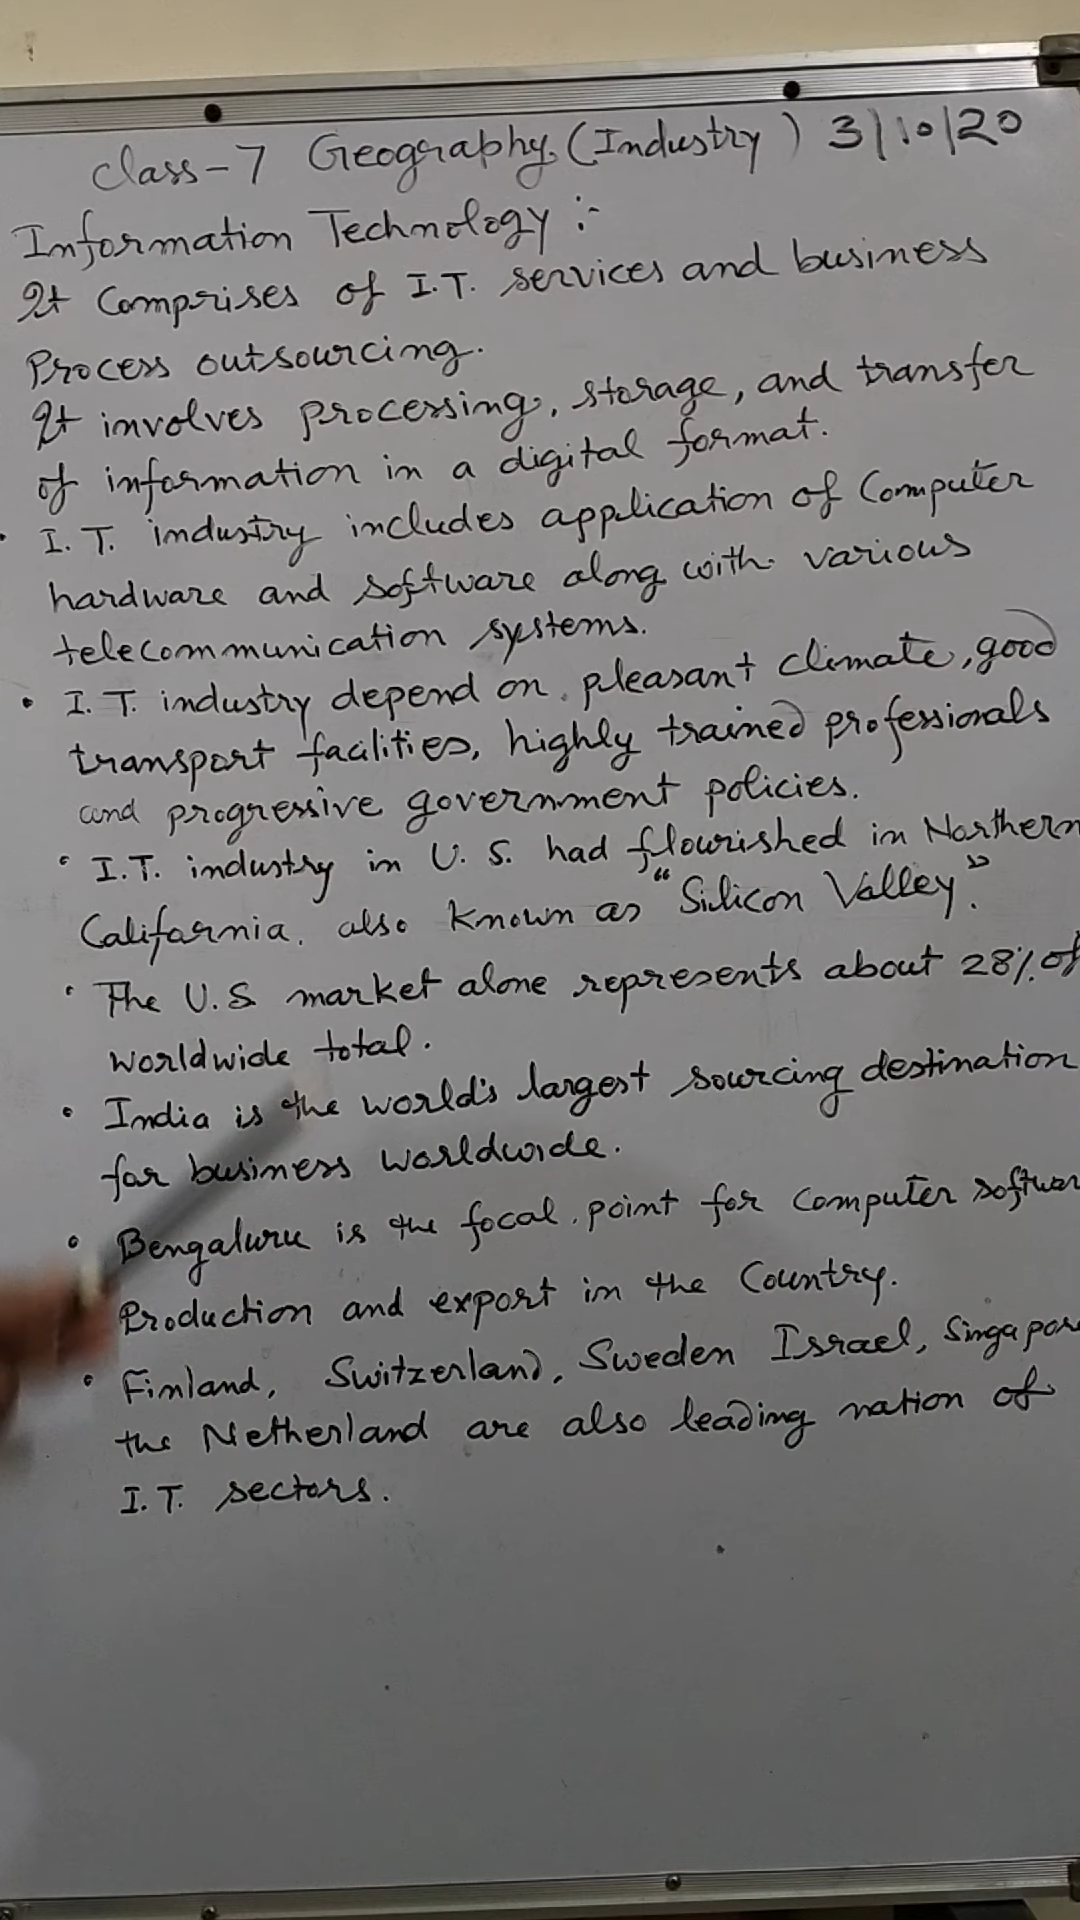 Class-7 Geography (Industry) 3/10/20
Information Technology :-
It comprises of I.T. services and business
Process outsourcing.
It involves processing, storage, and transfer
of information in a digital format.
• I.T. industry includes application of Computer
hardware and software along with various
telecommunication systems.
• I.T. industry depend on pleasant climate, good
transport facilities, highly trained professionals
and progressive government policies.
• I.T. industry in U.S. had flourished in Northern
California, also known as "Silicon Valley".
• The U.S market alone represents about 28% of
worldwide total.
• India is the world's largest sourcing destination
for business worldwide.
• Bengaluru is the focal point for computer softwar
Production and export in the Country.
• Finland, Switzerland, Sweden Israel, Singapor
the Netherland are also leading nation of
I.T. sectors.